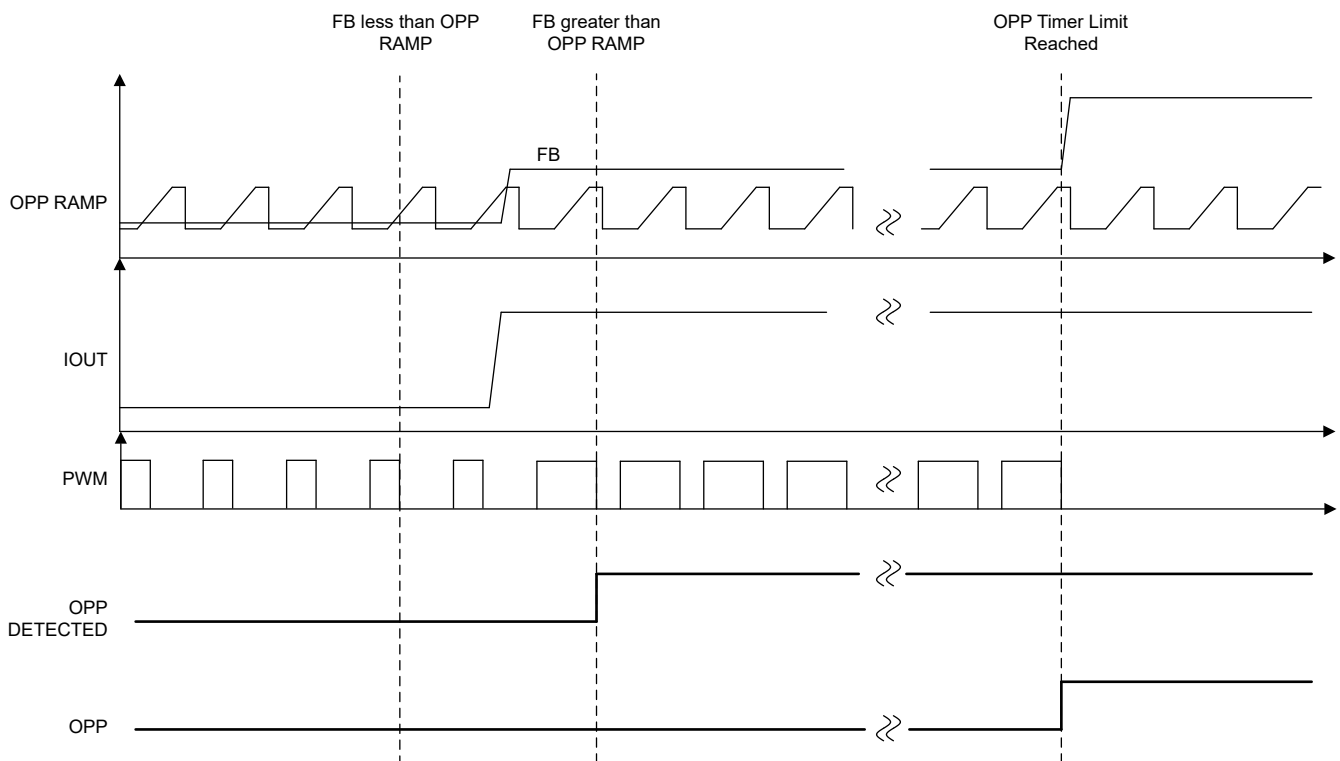 FB less than OPP
RAMP
FB greater than
OPP RAMP
OPP Timer Limit
Reached
FB
OPP RAMP
IOUT
PWM
OPP
DETECTED
OPP